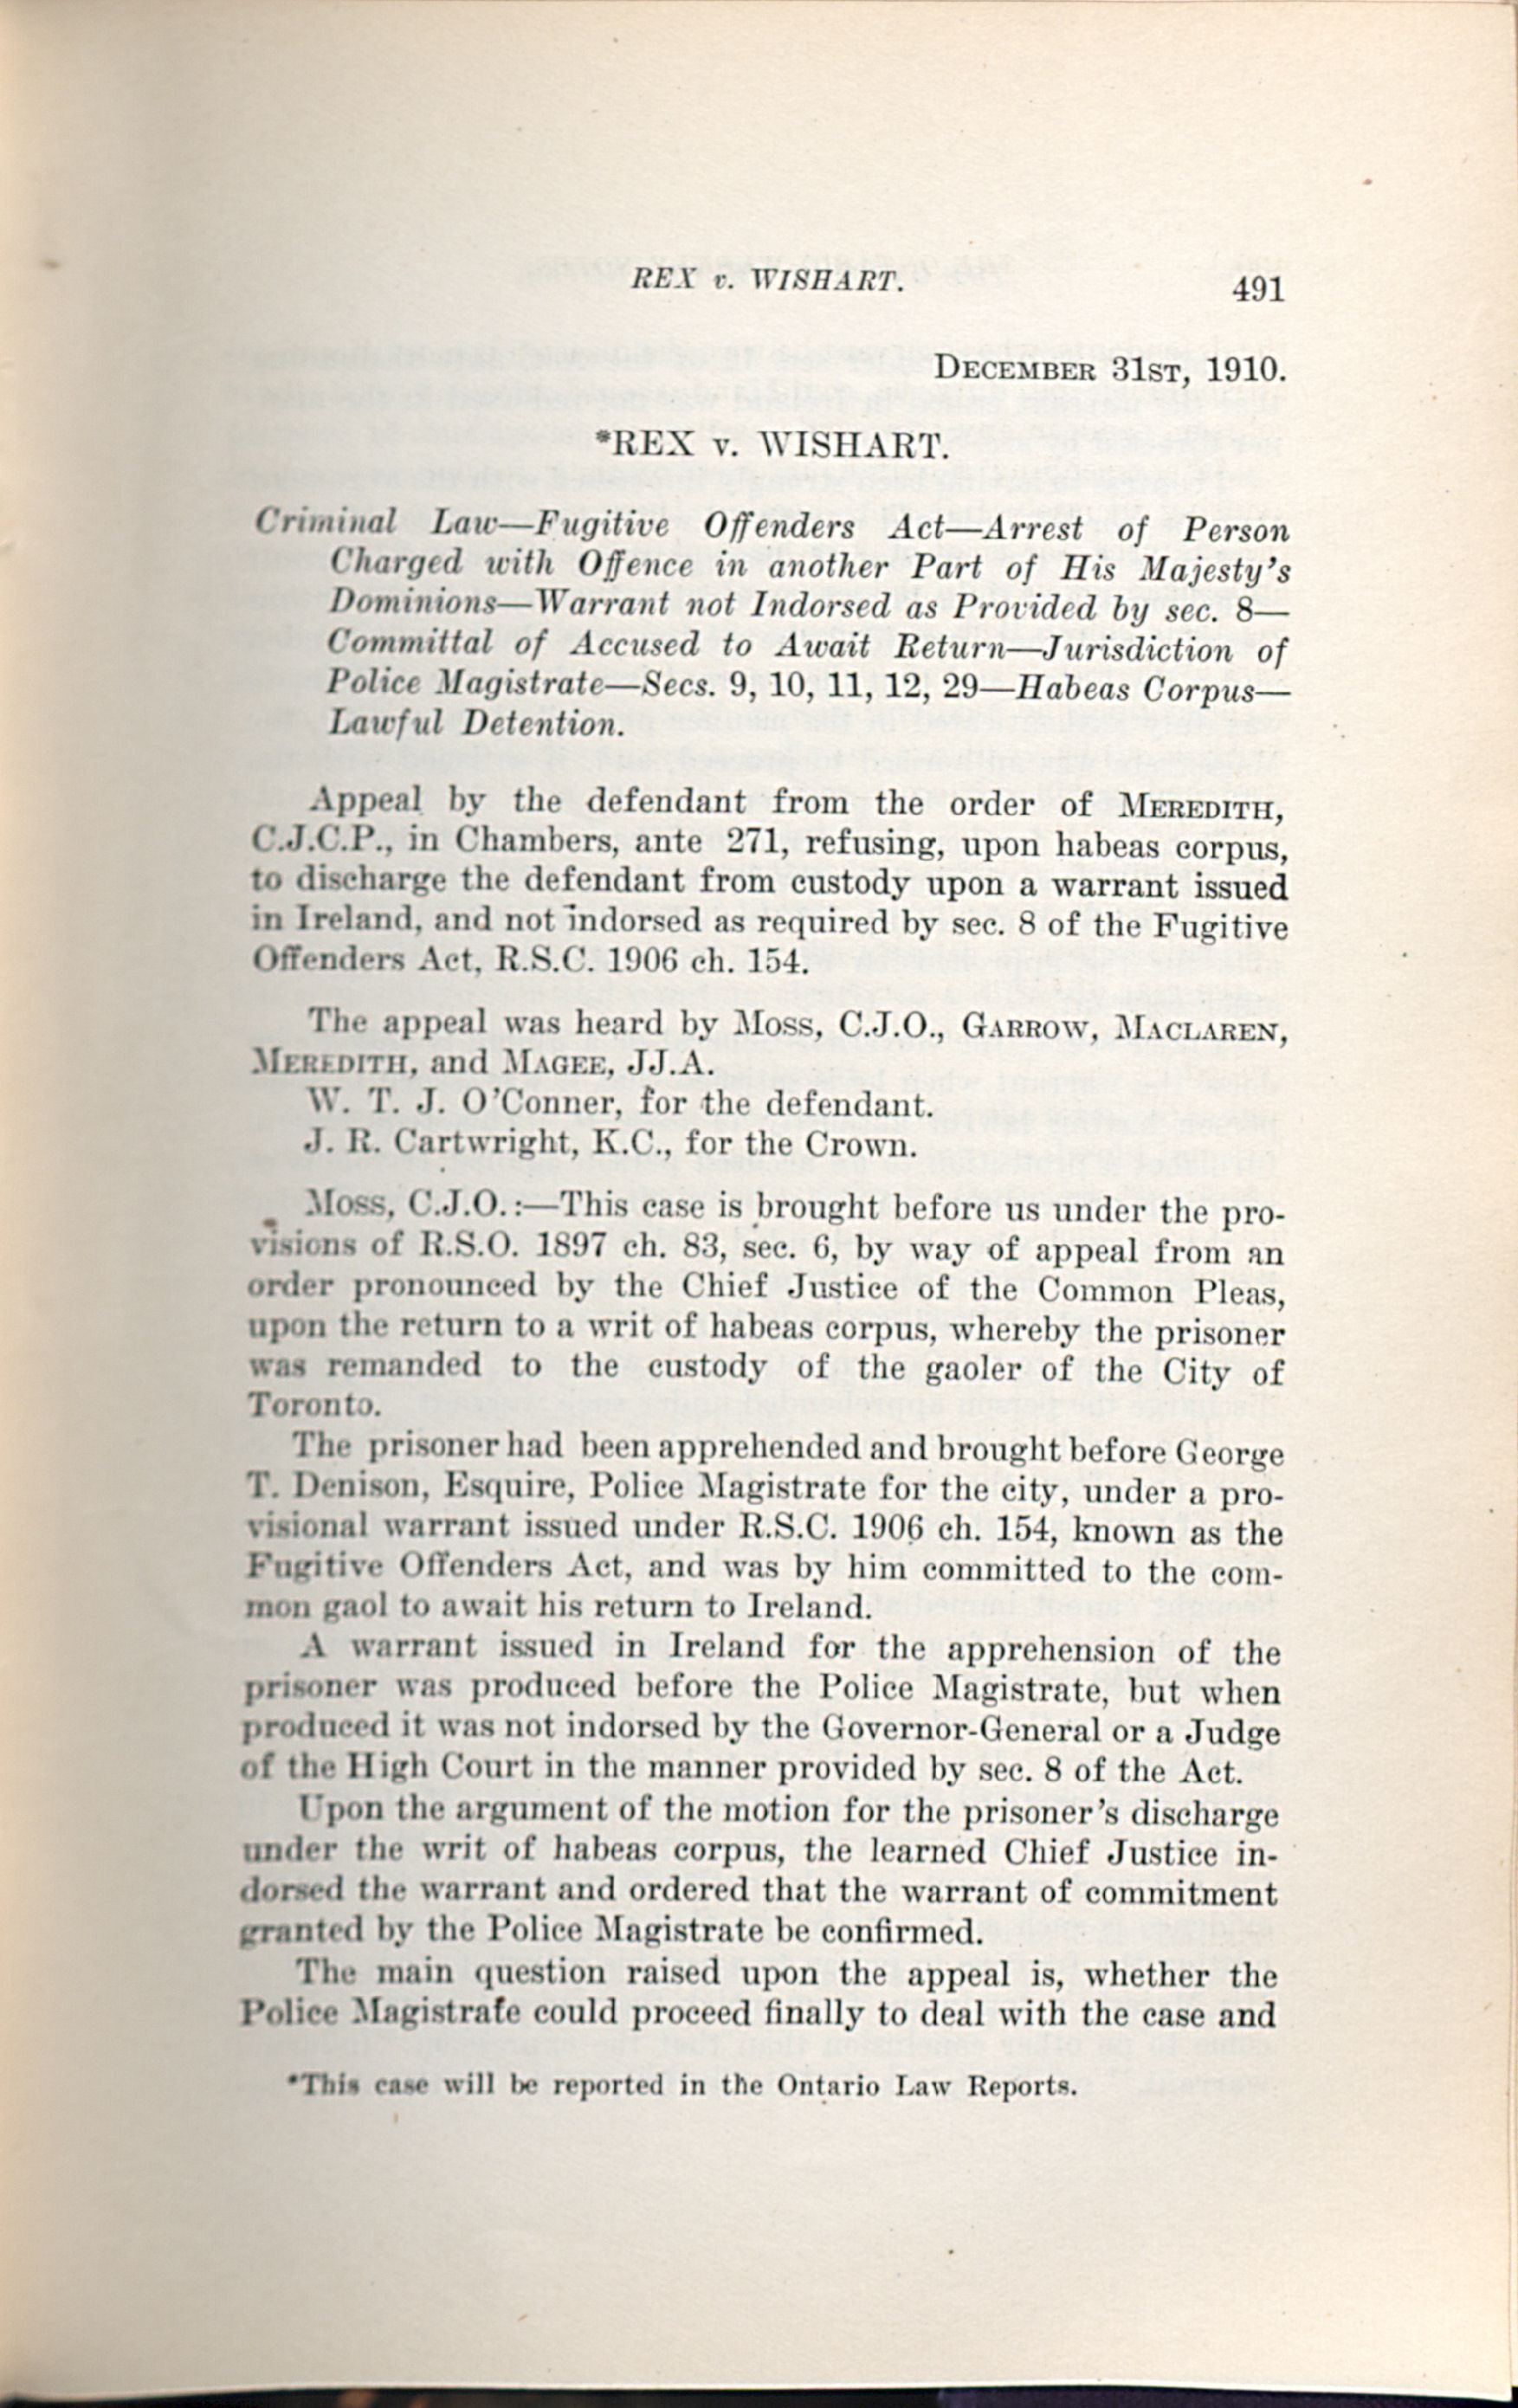 REX v. WISHART. 491
DECEMBER 31ST, 1910.
*REX v. WISHART.
Criminal Law—Fugitive Offenders Act—Arrest of Person
Charged with Offence in another Part of His Majesty's
Dominions—Warrant not Indorsed as Provided by sec. 8—
Committal of Accused to Await Return—Jurisdiction of
Police Magistrate—Secs. 9, 10, 11, 12, 29—Habeas Corpus—
Lawful Detention.
Appeal by the defendant from the order of MEREDITH,
C.J.C.P., in Chambers, ante 271, refusing, upon habeas corpus,
to discharge the defendant from custody upon a warrant issued
in Ireland, and not indorsed as required by sec. 8 of the Fugitive
Offenders Act, R.S.C. 1906 ch. 154.
The appeal was heard by MOSS, C.J.O., GARROW, MACLAREN,
MEREDITH, and MAGEE, JJ.A.
W. T. J. O'Conner, for the defendant.
J. R. Cartwright, K.C., for the Crown.
MOSS, C.J.O.:—This case is brought before us under the pro-
visions of R.S.O. 1897 ch. 83, sec. 6, by way of appeal from an
order pronounced by the Chief Justice of the Common Pleas,
upon the return to a writ of habeas corpus, whereby the prisoner
was remanded to the custody of the gaoler of the City of
Toronto.
The prisoner had been apprehended and brought before George
T. Denison, Esquire, Police Magistrate for the city, under a pro-
visional warrant issued under R.S.C. 1906 ch. 154, known as the
Fugitive Offenders Act, and was by him committed to the com-
mon gaol to await his return to Ireland.
A warrant issued in Ireland for the apprehension of the
prisoner was produced before the Police Magistrate, but when
produced it was not indorsed by the Governor-General or a Judge
of the High Court in the manner provided by sec. 8 of the Act.
Upon the argument of the motion for the prisoner's discharge
under the writ of habeas corpus, the learned Chief Justice in-
dorsed the warrant and ordered that the warrant of commitment
granted by the Police Magistrate be confirmed.
The main question raised upon the appeal is, whether the
Police Magistrate could proceed finally to deal with the case and
*This case will be reported in the Ontario Law Reports.